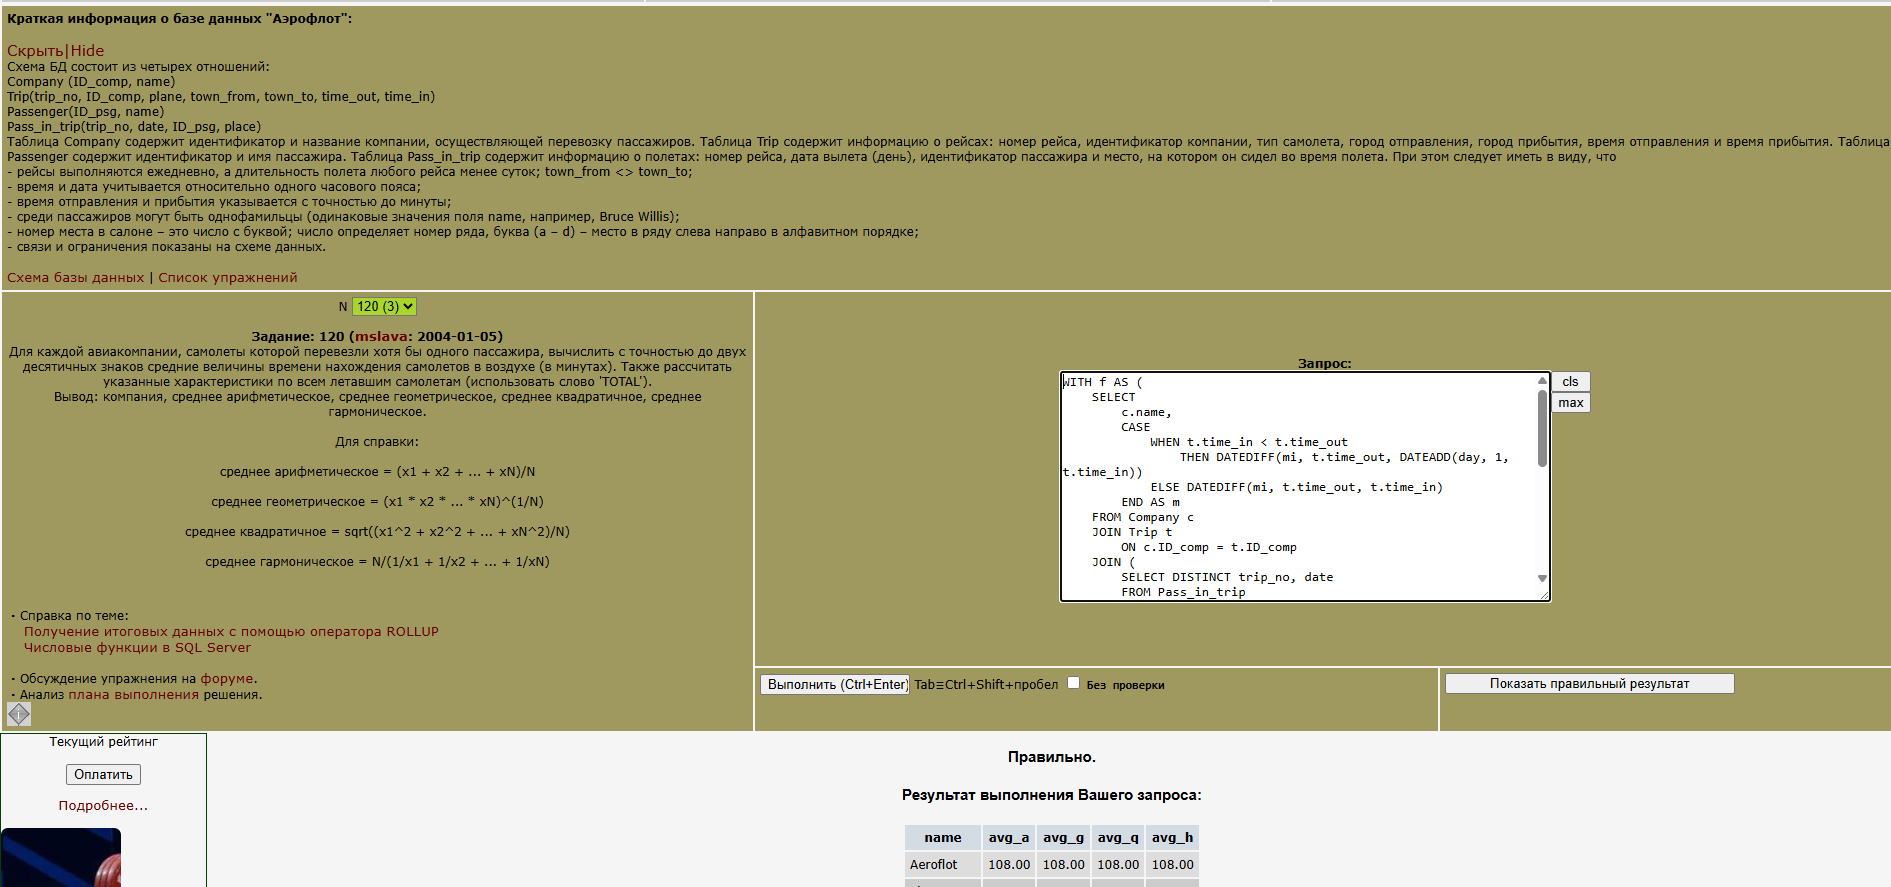 Краткая информация о базе данных "Аэрофлот":
Скрыть|Hide
Схема БД состоит из четырех отношений:
Company (ID_comp, name)
Trip(trip_no, ID_comp, plane, town_from, town_to, time_out, time_in)
Passenger(ID_psg, name)
Pass_in_trip(trip_no, date, ID_psg, place)
Таблица Company содержит идентификатор и название компании, осуществляющей перевозку пассажиров. Таблица Trip содержит информацию о рейсах: номер рейса, идентификатор компании, тип самолета, город отправления, город прибытия, время отправления и время прибытия. Таблица
Passenger содержит идентификатор и имя пассажира. Таблица Pass_in_trip содержит информацию о полетах: номер рейса, дата вылета (день), идентификатор пассажира и место, на котором он сидел во время полета. При этом следует иметь в виду, что
- рейсы выполняются ежедневно, а длительность полета любого рейса менее суток; town_from <> town_to;
- время и дата учитывается относительно одного часового пояса;
- время отправления и прибытия указывается с точностью до минуты;
- среди пассажиров могут быть однофамильцы (одинаковые значения поля name, например, Bruce Willis);
- номер места в салоне – это число с буквой; число определяет номер ряда, буква (a – d) – место в ряду слева направо в алфавитном порядке;
- связи и ограничения показаны на схеме данных.
Схема базы данных | Список упражнений
N 120 (3)
Задание: 120 (mslava: 2004-01-05)
Для каждой авиакомпании, самолеты которой перевезли хотя бы одного пассажира, вычислить с точностью до двух
десятичных знаков средние величины времени нахождения самолетов в воздухе (в минутах). Также рассчитать
указанные характеристики по всем летавшим самолетам (использовать слово 'TOTAL').
Вывод: компания, среднее арифметическое, среднее геометрическое, среднее квадратичное, среднее
гармоническое.
Для справки:
среднее арифметическое = (x1 + x2 + ... + xN)/N
среднее геометрическое = (x1 * x2 * ... * xN)^(1/N)
среднее квадратичное = sqrt((x1^2 + x2^2 + ... + xN^2)/N)
среднее гармоническое = N/(1/x1 + 1/x2 + ... + 1/xN)
· Справка по теме:
Получение итоговых данных с помощью оператора ROLLUP
Числовые функции в SQL Server
· Обсуждение упражнения на форуме.
· Анализ плана выполнения решения.
Запрос:
WITH f AS (
SELECT
c.name,
CASE
WHEN t.time_in < t.time_out
THEN DATEDIFF(mi, t.time_out, DATEADD(day, 1,
t.time_in))
ELSE DATEDIFF(mi, t.time_out, t.time_in)
END AS m
FROM Company c
JOIN Trip t
ON c.ID_comp = t.ID_comp
JOIN (
SELECT DISTINCT trip_no, date
FROM Pass_in_trip
cls
max
Выполнить (Ctrl+Enter) Tab≡Ctrl+Shift+пробел Без проверки
Показать правильный результат
Текущий рейтинг
Оплатить
Подробнее...
Правильно.
Результат выполнения Вашего запроса:
name avg_a avg_g avg_q avg_h
Aeroflot 108.00 108.00 108.00 108.00